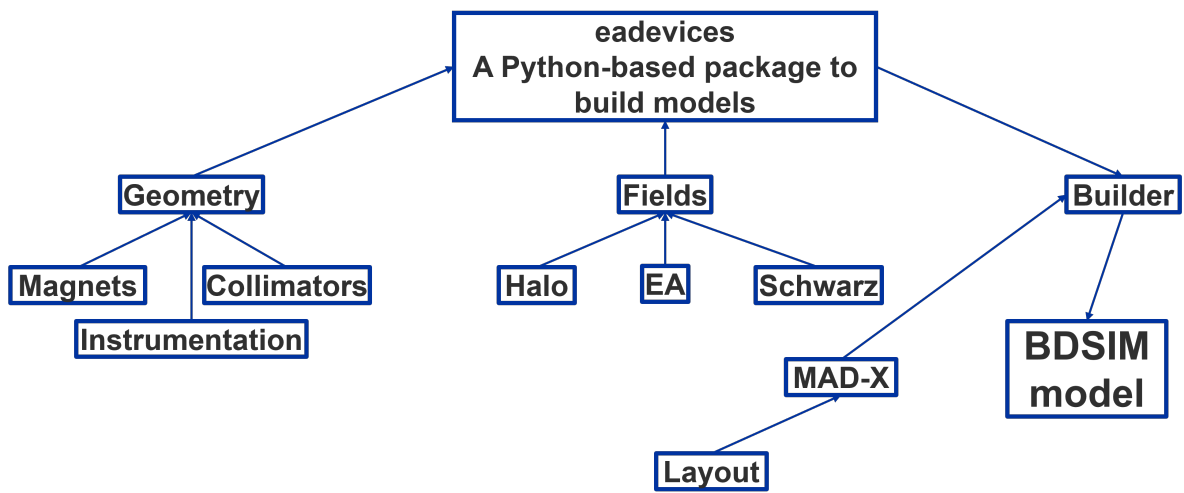 eadevices
A Python-based package to
build models
Geometry
Fields
Builder
Magnets
Collimators
Halo
EA
Schwarz
Instrumentation
BDSIM
model
MAD-X
Layout